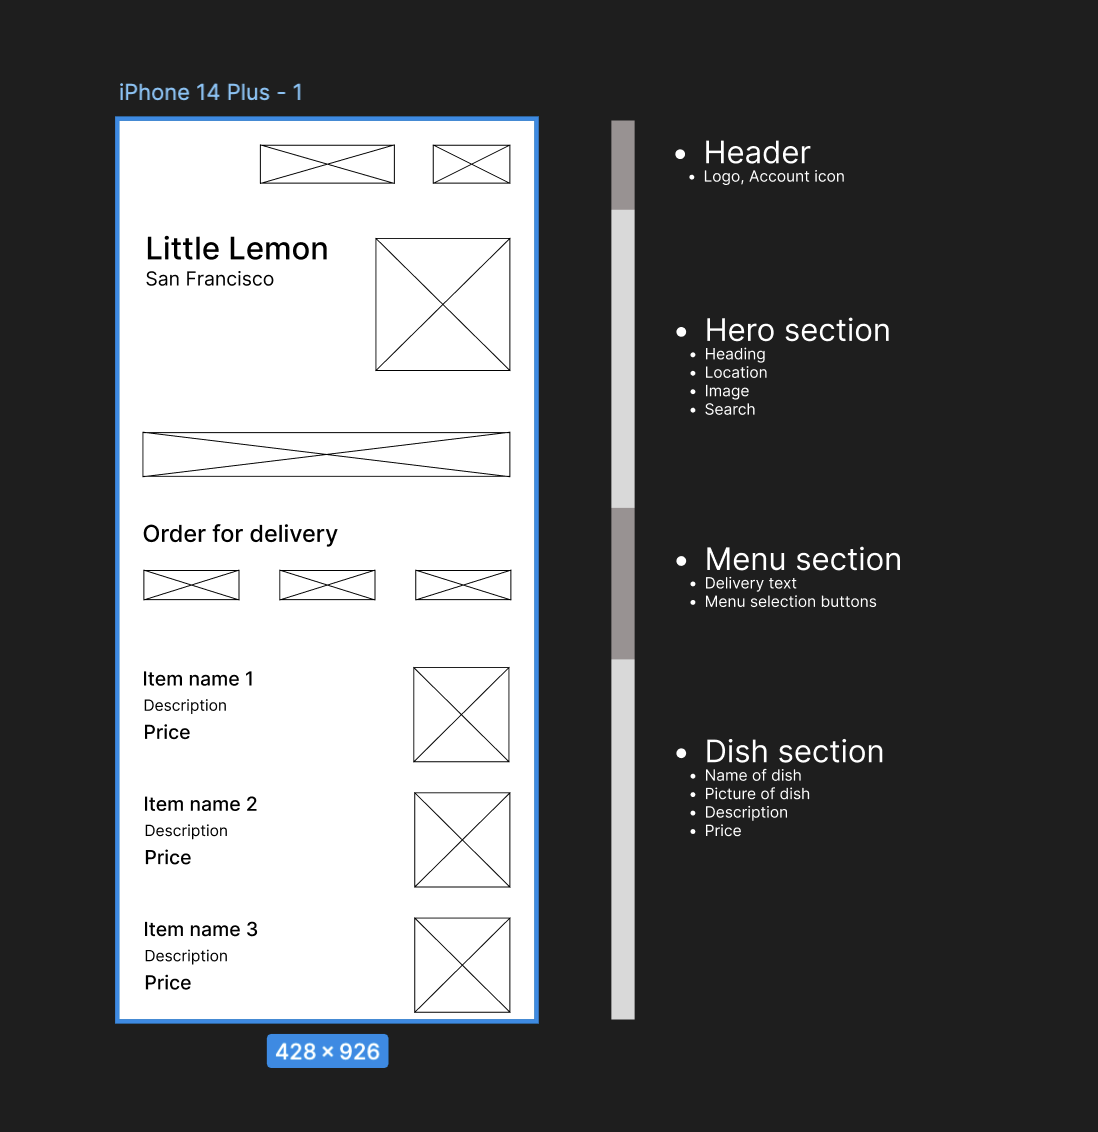 iPhone 14 Plus - 1
Little Lemon
San Francisco
Order for delivery
Item name 1
Description
Price
Item name 2
Description
Price
Item name 3
Description
Price
428 × 926
• Header
• Logo, Account icon
• Hero section
• Heading
• Location
• Image
• Search
• Menu section
• Delivery text
• Menu selection buttons
• Dish section
• Name of dish
• Picture of dish
• Description
• Price